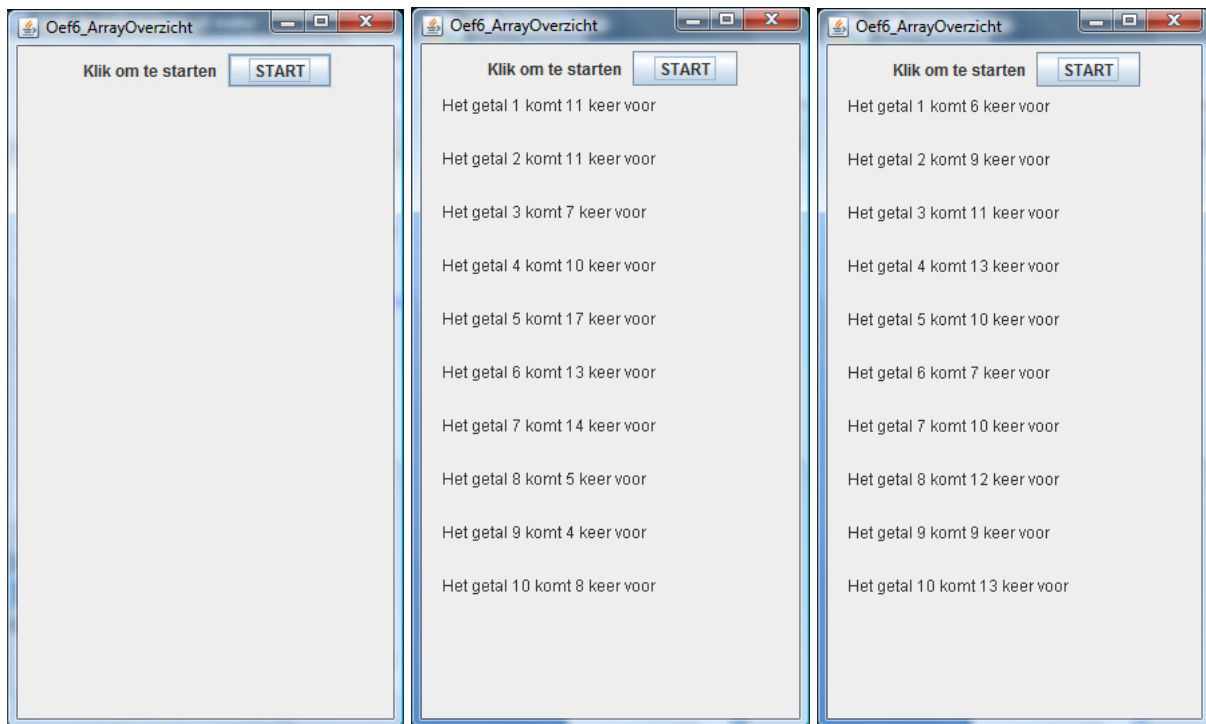 Oef6_ArrayOverzicht
Klik om te starten START
Oef6_ArrayOverzicht
Klik om te starten START
Het getal 1 komt 11 keer voor
Het getal 2 komt 11 keer voor
Het getal 3 komt 7 keer voor
Het getal 4 komt 10 keer voor
Het getal 5 komt 17 keer voor
Het getal 6 komt 13 keer voor
Het getal 7 komt 14 keer voor
Het getal 8 komt 5 keer voor
Het getal 9 komt 4 keer voor
Het getal 10 komt 8 keer voor
Oef6_ArrayOverzicht
Klik om te starten START
Het getal 1 komt 6 keer voor
Het getal 2 komt 9 keer voor
Het getal 3 komt 11 keer voor
Het getal 4 komt 13 keer voor
Het getal 5 komt 10 keer voor
Het getal 6 komt 7 keer voor
Het getal 7 komt 10 keer voor
Het getal 8 komt 12 keer voor
Het getal 9 komt 9 keer voor
Het getal 10 komt 13 keer voor